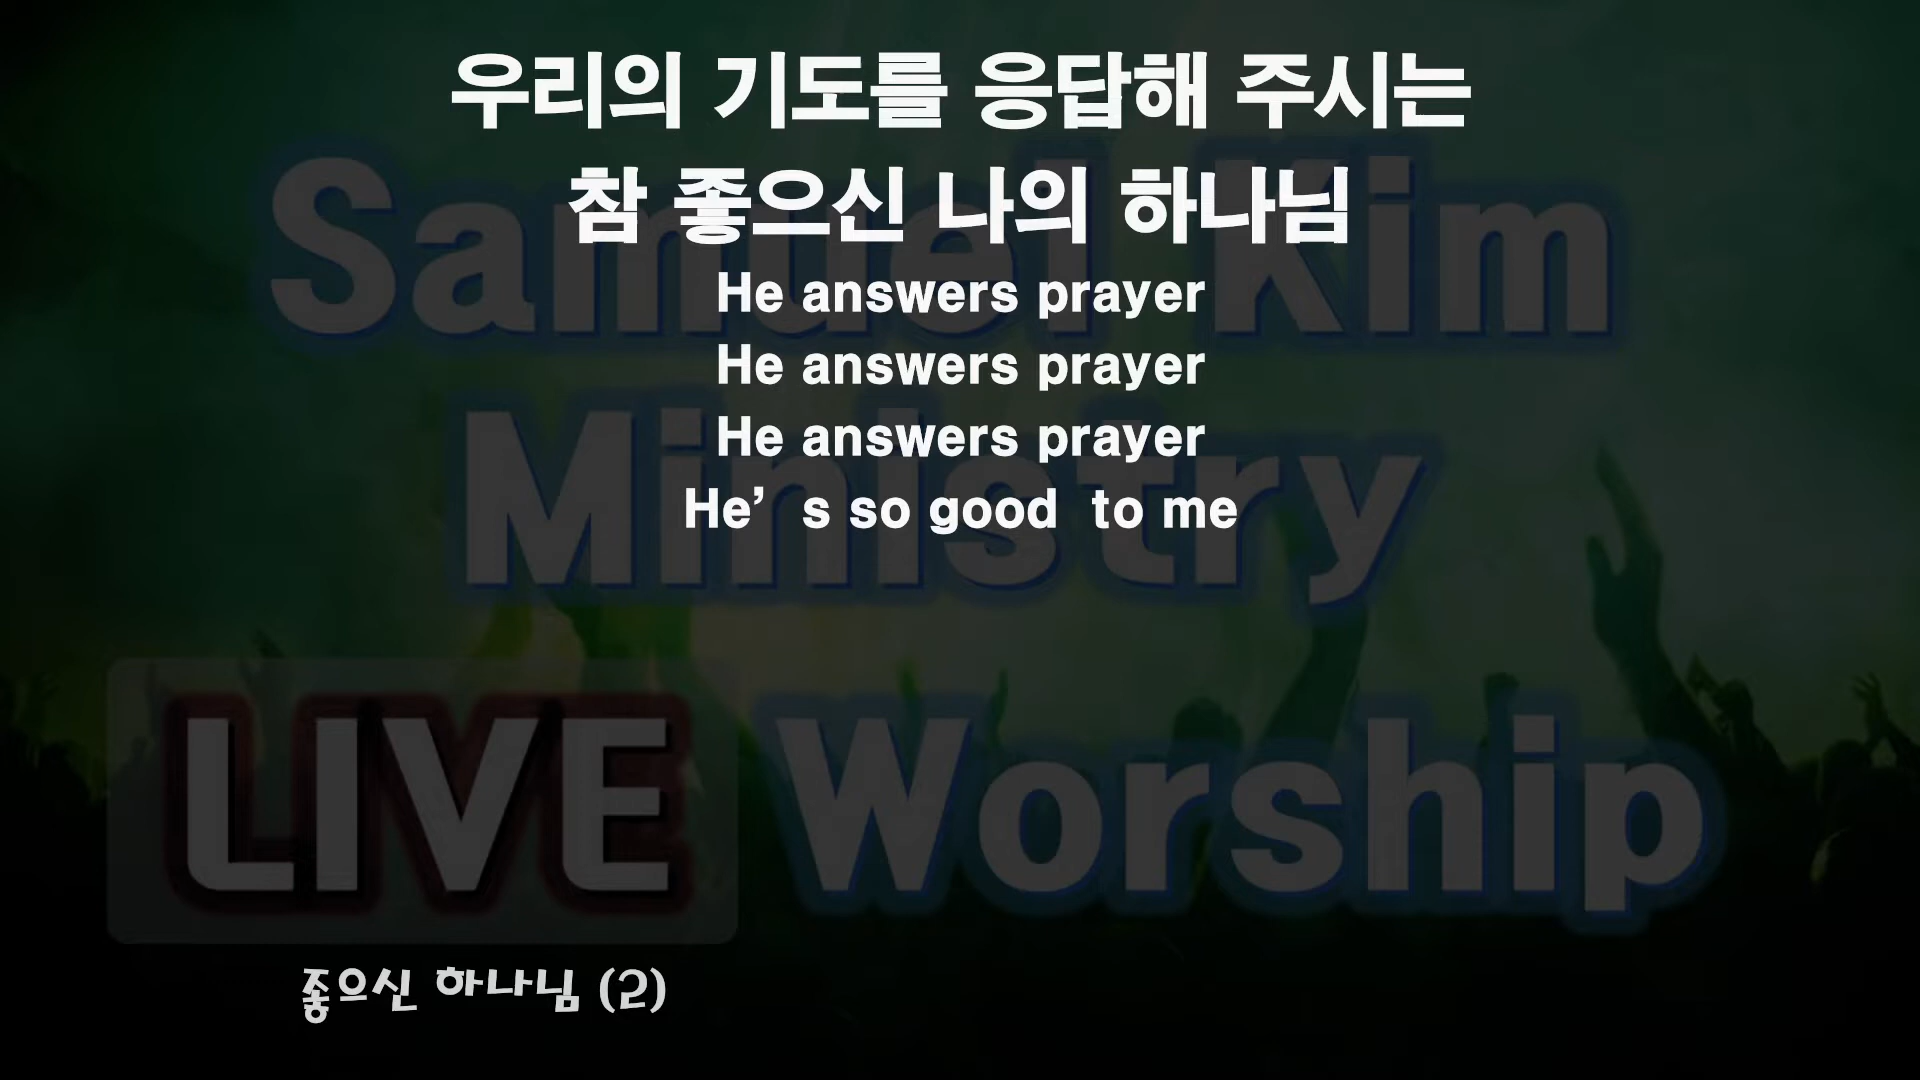 우리의 기도를 응답해 주시는
참 좋으신 나의 하나님
He answers prayer
He answers prayer
He answers prayer
He’s so good to me
Samuel Kim
Ministry
LIVE Worship
좋으신 하나님 (2)